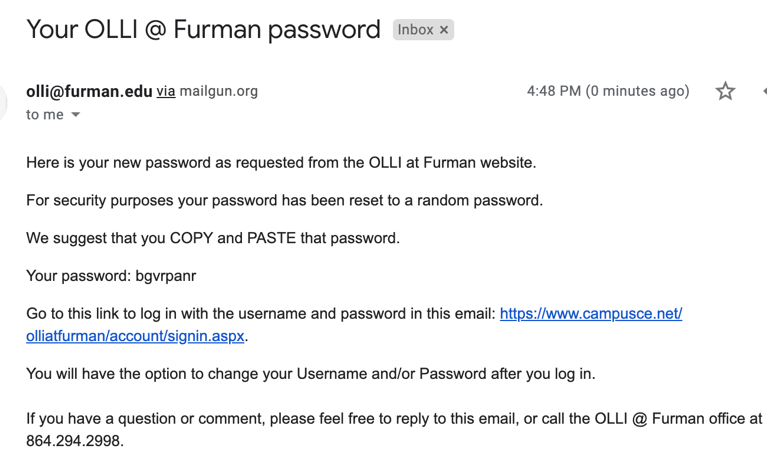 Your OLLI @ Furman password Inbox ×
olli@furman.edu via mailgun.org 4:48 PM (0 minutes ago)
to me
Here is your new password as requested from the OLLI at Furman website.
For security purposes your password has been reset to a random password.
We suggest that you COPY and PASTE that password.
Your password: bgvrpanr
Go to this link to log in with the username and password in this email: https://www.campusce.net/
olliatfurman/account/signin.aspx.
You will have the option to change your Username and/or Password after you log in.
If you have a question or comment, please feel free to reply to this email, or call the OLLI @ Furman office at
864.294.2998.